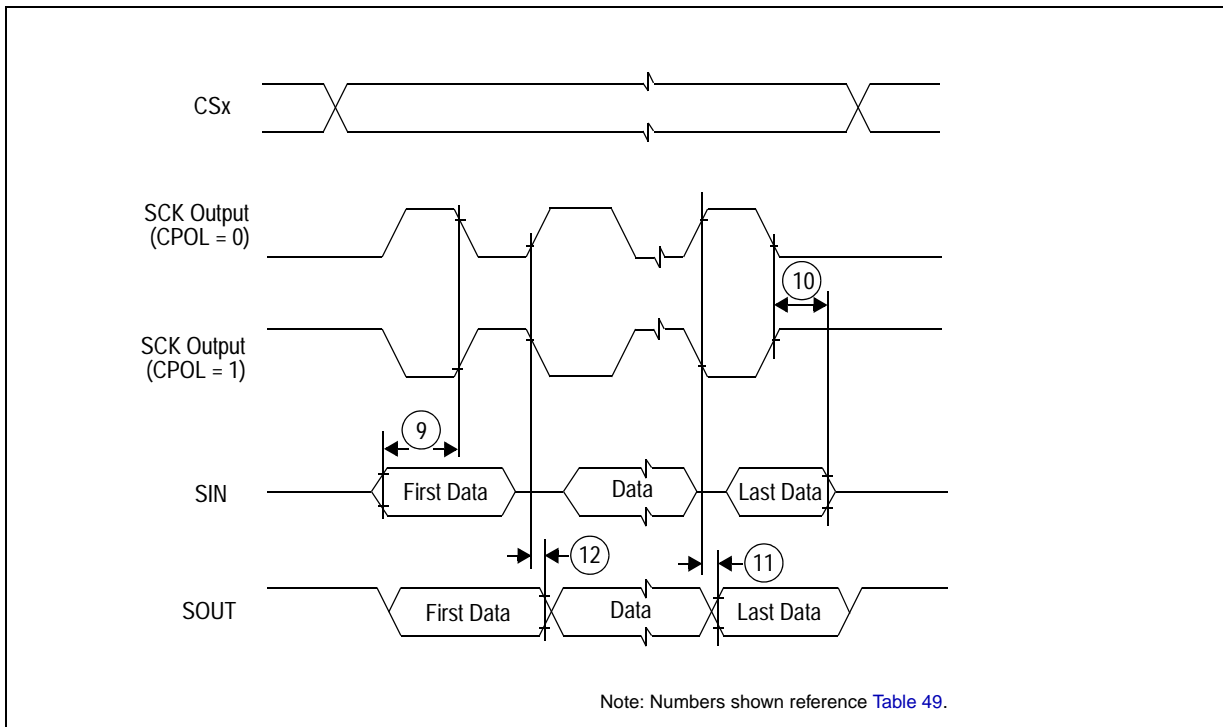 CSx
SCK Output
(CPOL = 0)
10
SCK Output
(CPOL = 1)
9
SIN
First Data
Data
Last Data
12
11
SOUT
First Data
Data
Last Data
Note: Numbers shown reference Table 49.